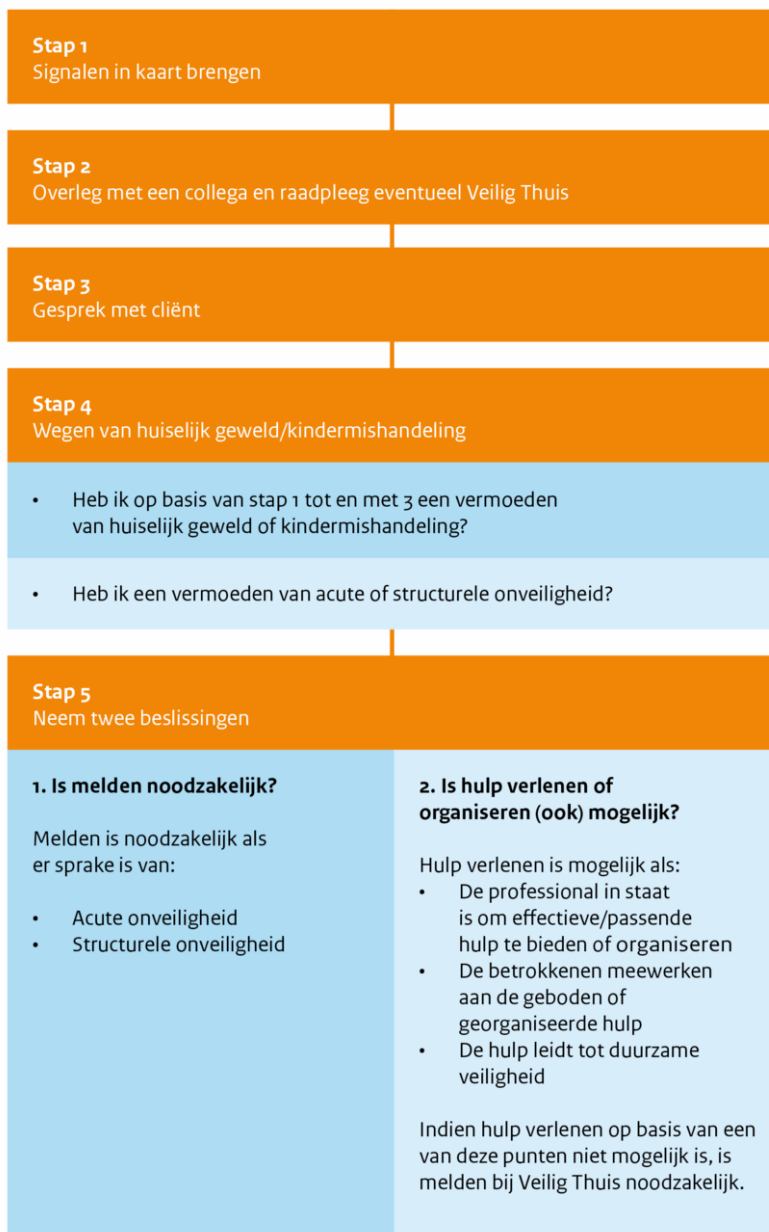 Stap 1
Signalen in kaart brengen
Stap 2
Overleg met een collega en raadpleeg eventueel Veilig Thuis
Stap 3
Gesprek met cliënt
Stap 4
Wegen van huiselijk geweld/kindermishandeling
• Heb ik op basis van stap 1 tot en met 3 een vermoeden
van huiselijk geweld of kindermishandeling?
• Heb ik een vermoeden van acute of structurele onveiligheid?
Stap 5
Neem twee beslissingen
1. Is melden noodzakelijk?
Melden is noodzakelijk als
er sprake is van:
• Acute onveiligheid
• Structurele onveiligheid
2. Is hulp verlenen of
organiseren (ook) mogelijk?
Hulp verlenen is mogelijk als:
• De professional in staat
is om effectieve/passende
hulp te bieden of organiseren
• De betrokkenen meewerken
aan de geboden of
georganiseerde hulp
• De hulp leidt tot duurzame
veiligheid
Indien hulp verlenen op basis van een
van deze punten niet mogelijk is, is
melden bij Veilig Thuis noodzakelijk.